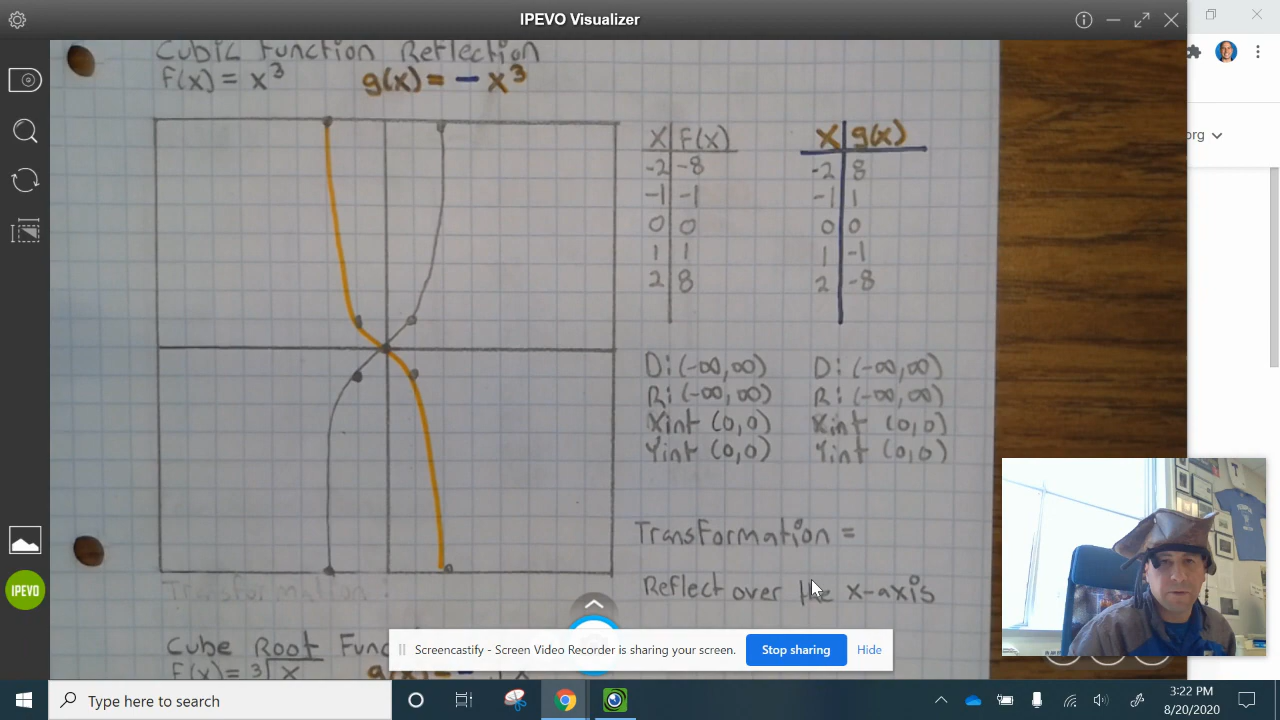 IPEVO Visualizer
Cubic Function Reflection
f(x) = x³ g(x) = - x³
X F(x)
-2 -8
-1 -1
0 0
1 1
2 8
X g(x)
-2 8
-1 1
0 0
1 -1
2 -8
D: (-∞,∞)
R: (-∞,∞)
Xint (0,0)
Yint (0,0)
D: (-∞,∞)
R: (-∞,∞)
Xint (0,0)
Yint (0,0)
Transformation =
Reflect over the x-axis
Transformation:
Cube Root Func
F(x) = ³√x
org
IPEVO
Screencastify - Screen Video Recorder is sharing your screen.
Stop sharing
Hide
Type here to search
3:22 PM
8/20/2020